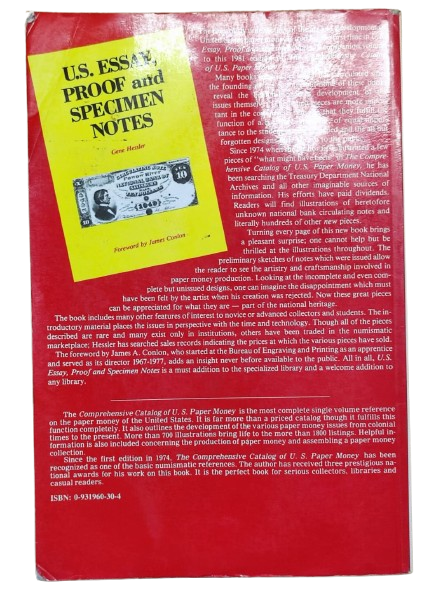 U.S. ESSAY,
PROOF and
SPECIMEN
NOTES
Gene Hessler
10
Foreword by James Conlon
Many book
the founding
reveal the development
issues themsel pieces are more
tant in the com
function of a
tance to the
forgotten design
Since 1974 when a few
pieces of "what might have been" in The Compre-
hensive Catalog of U.S. Paper Money, he has
been searching the Treasury Department National
Archives and all other imaginable sources of
information. His efforts have paid dividends.
Readers will find illustrations of heretofore
unknown national bank circulating notes and
literally hundreds of other new pieces.
Turning every page of this new book brings
a pleasant surprise; one cannot help but be
thrilled at the illustrations throughout. The
preliminary sketches of notes which were issued allow
the reader to see the artistry and craftsmanship involved in
paper money production. Looking at the incomplete and even com-
plete but unissued designs, one can imagine the disappointment which must
have been felt by the artist when his creation was rejected. Now these great pieces
can be appreciated for what they are — part of the national heritage.
The book includes many other features of interest to novice or advanced collectors and students. The in-
troductory material places the issues in perspective with the time and technology. Though all of the pieces
described are rare and many exist only in institutions, others have been traded in the numismatic
marketplace; Hessler has searched sales records indicating the prices at which various pieces have sold.
The foreword by James A. Conlon, who started at the Bureau of Engraving and Printing as an apprentice
and served as its director 1967-1977, adds an insight never before available to the public. All in all, U.S.
Essay, Proof and Specimen Notes is a must addition to the specialized library and a welcome addition to
any library.
The Comprehensive Catalog of U. S. Paper Money is the most complete single volume reference
on the paper money of the United States. It is far more than a priced catalog though it fulfills this
function completely. It also outlines the development of the various paper money issues from colonial
times to the present. More than 700 illustrations bring life to the more than 1800 listings. Helpful in-
formation is also included concerning the production of paper money and assembling a paper money
collection.
Since the first edition in 1974, The Comprehensive Catalog of U. S. Paper Money has been
recognized as one of the basic numismatic references. The author has received three prestigious na-
tional awards for his work on this book. It is the perfect book for serious collectors, libraries and
casual readers.
ISBN: 0-931960-30-4